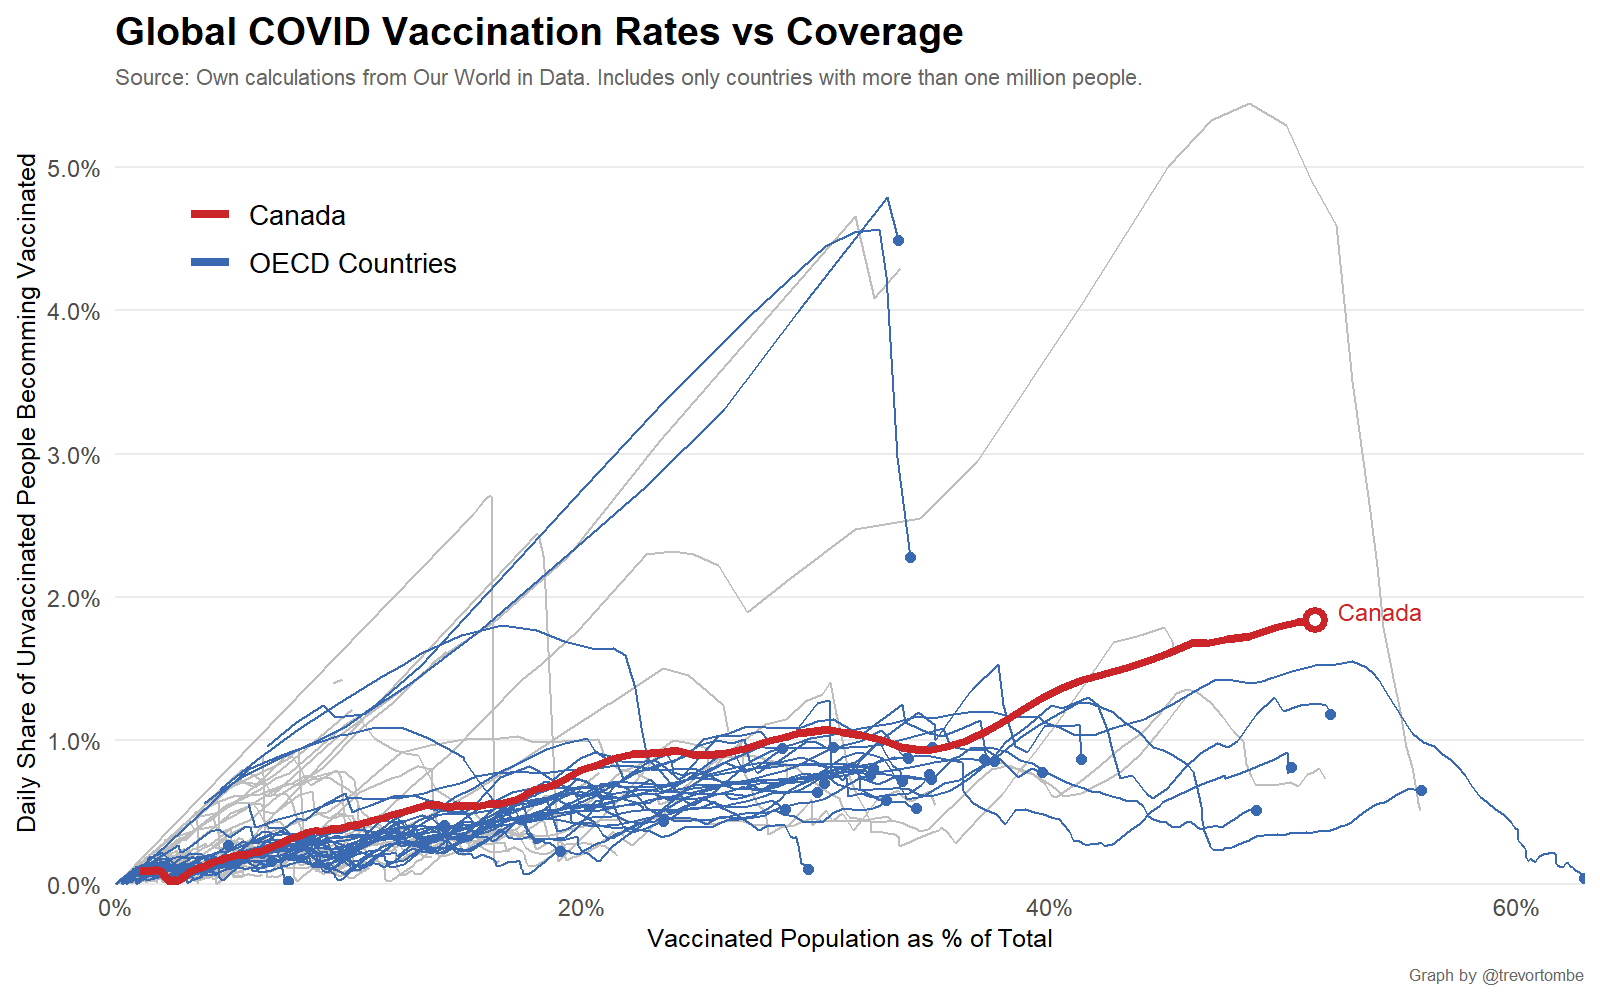 Global COVID Vaccination Rates vs Coverage
Source: Own calculations from Our World in Data. Includes only countries with more than one million people.
Daily Share of Unvaccinated People Becomming Vaccinated
5.0%
4.0%
3.0%
2.0%
1.0%
0.0%
Canada
OECD Countries
Canada
0%
20%
40%
60%
Vaccinated Population as % of Total
Graph by @trevortombe